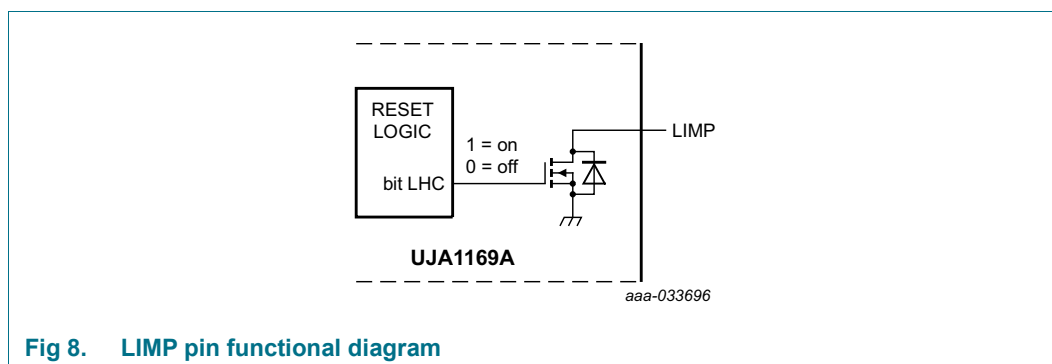 RESET
LOGIC
1 = on
0 = off
bit LHC
LIMP
UJA1169A
aaa-033696
Fig 8. LIMP pin functional diagram